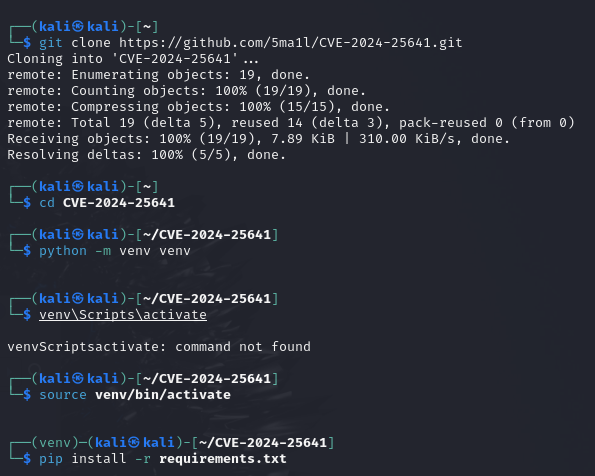 ┌──(kali㉿kali)-[~]
└─$ git clone https://github.com/5ma1l/CVE-2024-25641.git
Cloning into 'CVE-2024-25641'...
remote: Enumerating objects: 19, done.
remote: Counting objects: 100% (19/19), done.
remote: Compressing objects: 100% (15/15), done.
remote: Total 19 (delta 5), reused 14 (delta 3), pack-reused 0 (from 0)
Receiving objects: 100% (19/19), 7.89 KiB | 310.00 KiB/s, done.
Resolving deltas: 100% (5/5), done.
┌──(kali㉿kali)-[~]
└─$ cd CVE-2024-25641
┌──(kali㉿kali)-[~/CVE-2024-25641]
└─$ python -m venv venv
┌──(kali㉿kali)-[~/CVE-2024-25641]
└─$ venv\Scripts\activate
venvScriptsactivate: command not found
┌──(kali㉿kali)-[~/CVE-2024-25641]
└─$ source venv/bin/activate
┌──(venv)─(kali㉿kali)-[~/CVE-2024-25641]
└─$ pip install -r requirements.txt